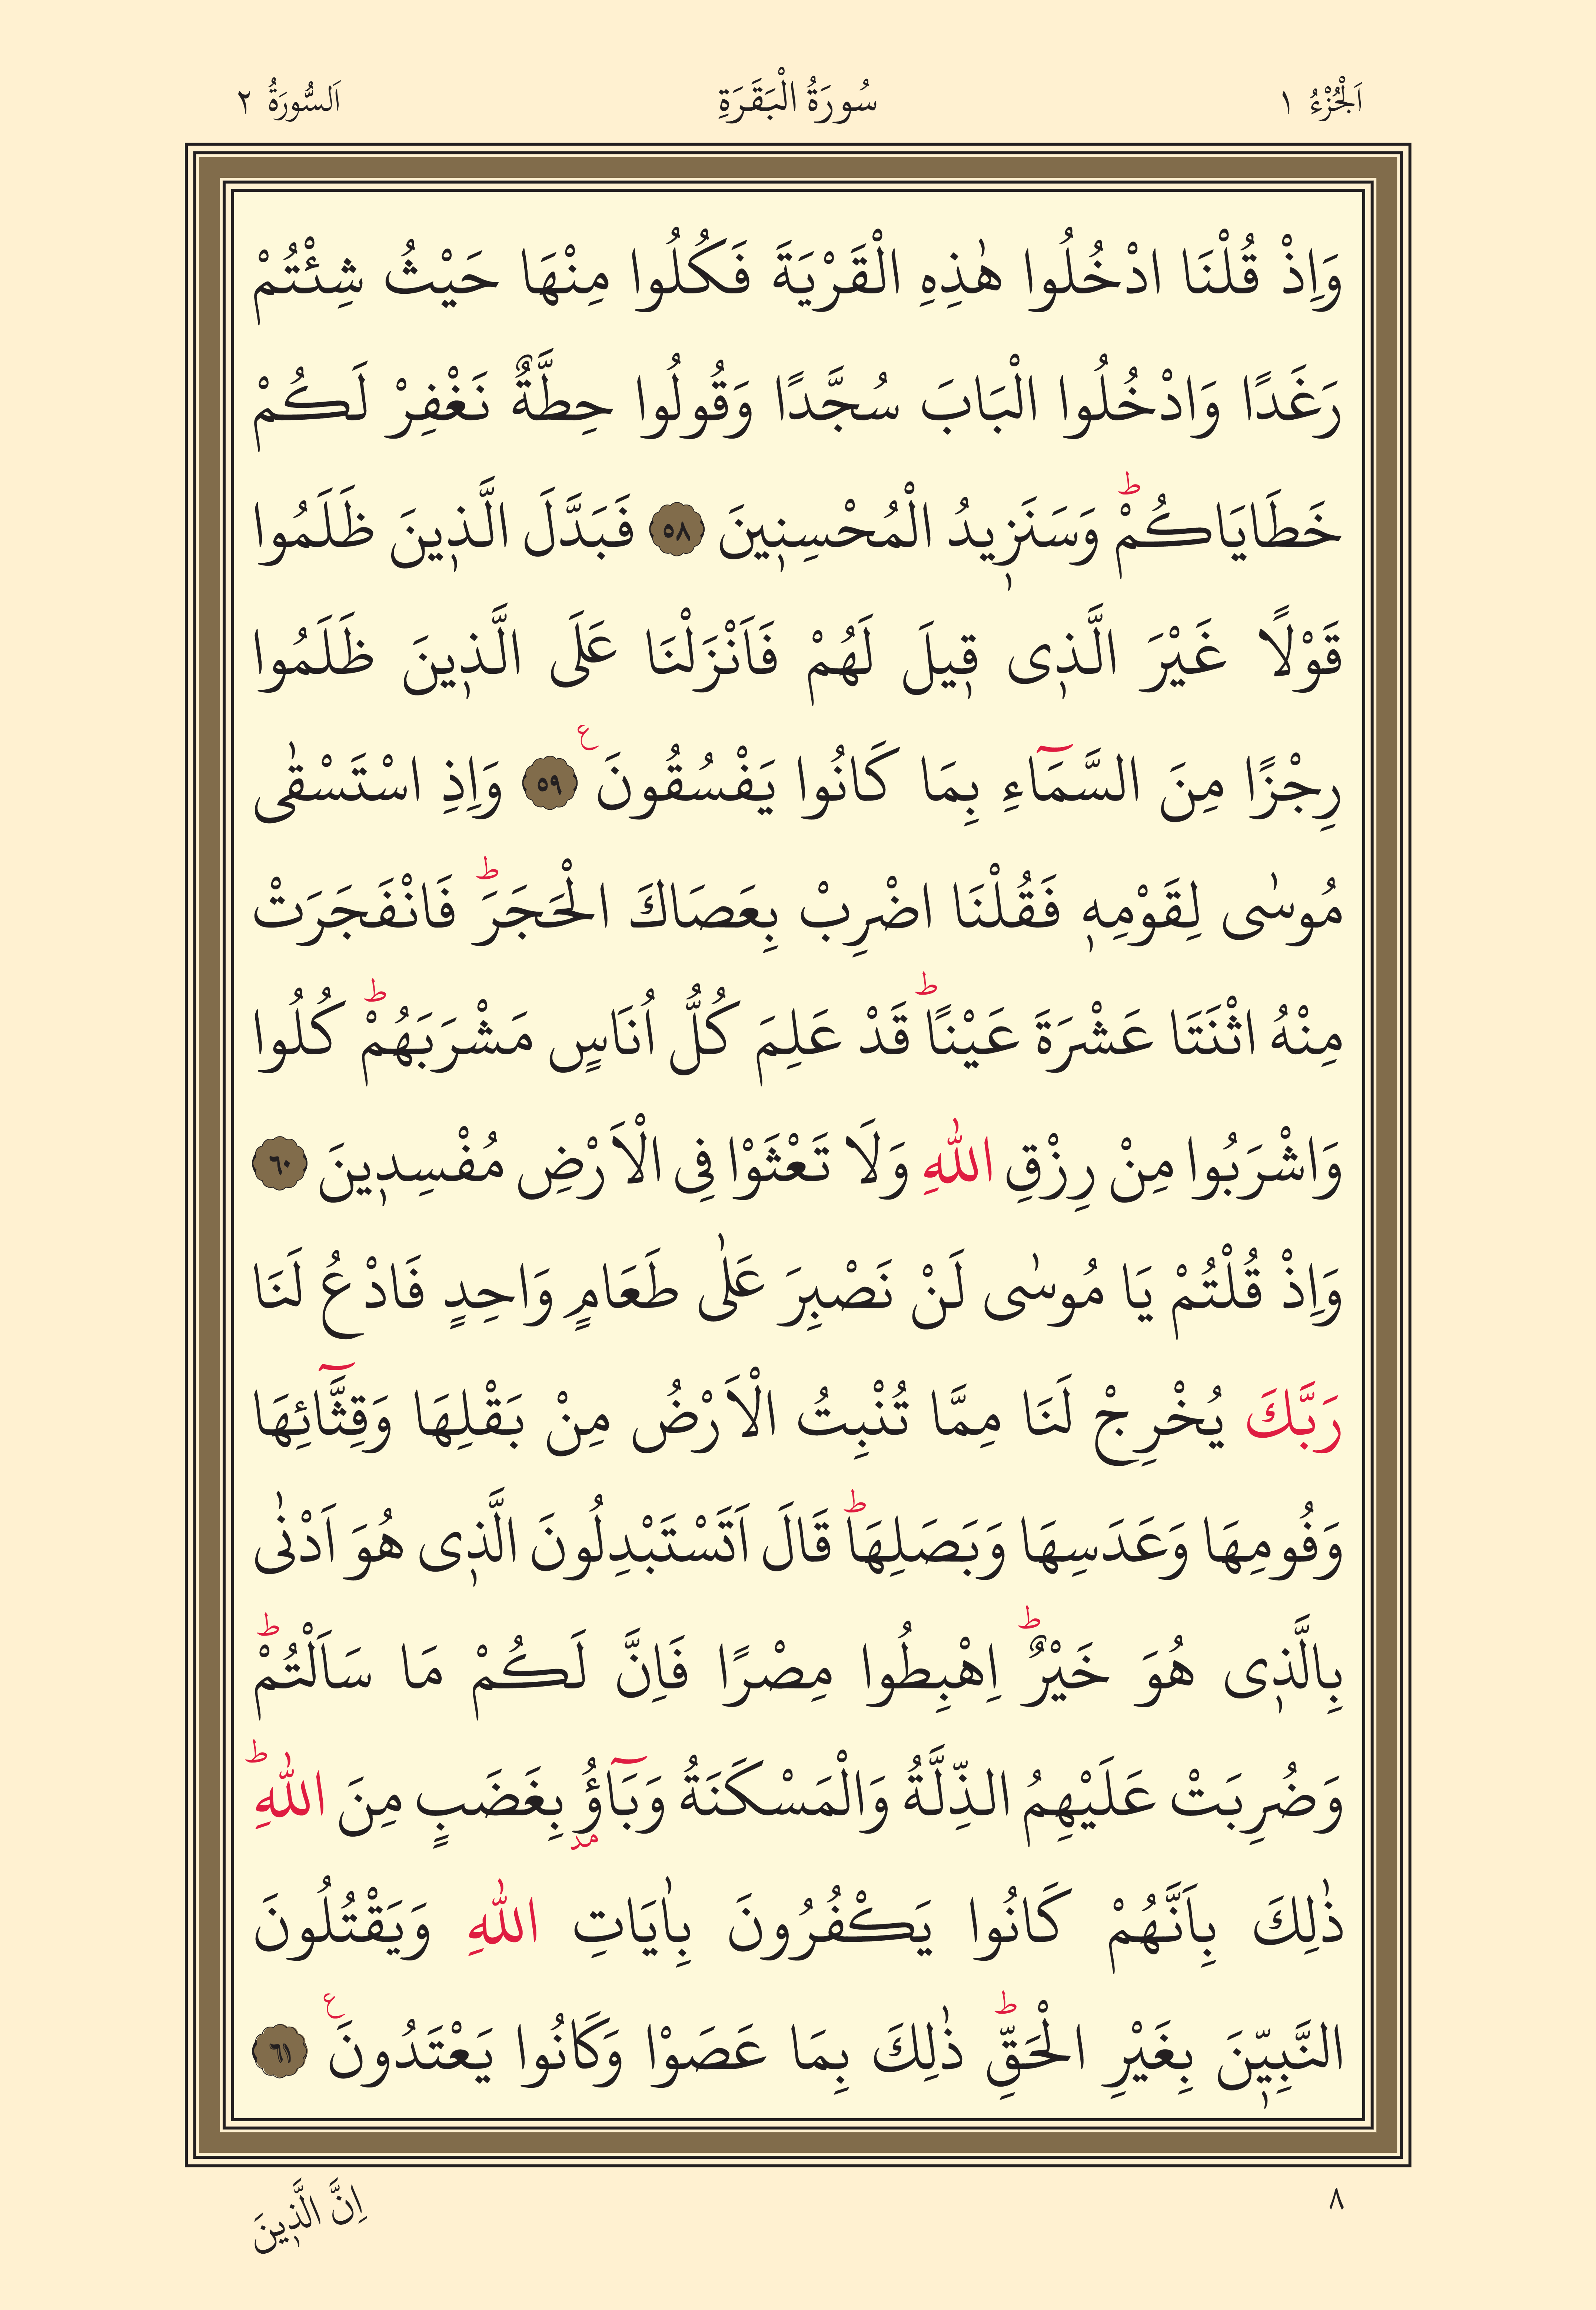 اَلْجُزْءُ ١ سُورَةُ الْبَقَرَةِ اَلسُّورَةُ ٢
وَاِذْ قُلْنَا ادْخُلُوا هٰذِهِ الْقَرْيَةَ فَكُلُوا مِنْهَا حَيْثُ شِئْتُمْ
رَغَدًا وَادْخُلُوا الْبَابَ سُجَّدًا وَقُولُوا حِطَّةٌ نَغْفِرْ لَكُمْ
خَطَايَاكُمْۜ وَسَنَزٖيدُ الْمُحْسِنٖينَ ٥٨ فَبَدَّلَ الَّذٖينَ ظَلَمُوا
قَوْلًا غَيْرَ الَّذٖى قٖيلَ لَهُمْ فَاَنْزَلْنَا عَلَى الَّذٖينَ ظَلَمُوا
رِجْزًا مِنَ السَّمَٓاءِ بِمَا كَانُوا يَفْسُقُونَ ع ٥٩ وَاِذِ اسْتَسْقٰى
مُوسٰى لِقَوْمِهٖ فَقُلْنَا اضْرِبْ بِعَصَاكَ الْحَجَرَ ط فَانْفَجَرَتْ
مِنْهُ اثْنَتَا عَشْرَةَ عَيْنًا ط قَدْ عَلِمَ كُلُّ اُنَاسٍ مَشْرَبَهُمْ ط كُلُوا
وَاشْرَبُوا مِنْ رِزْقِ اللّٰهِ وَلَا تَعْثَوْا فِى الْاَرْضِ مُفْسِدٖينَ ٦٠
وَاِذْ قُلْتُمْ يَا مُوسٰى لَنْ نَصْبِرَ عَلٰى طَعَامٍ وَاحِدٍ فَادْعُ لَنَا
رَبَّكَ يُخْرِجْ لَنَا مِمَّا تُنْبِتُ الْاَرْضُ مِنْ بَقْلِهَا وَقِثَّٓائِهَا
وَفُومِهَا وَعَدَسِهَا وَبَصَلِهَا ط قَالَ اَتَسْتَبْدِلُونَ الَّذٖى هُوَ اَدْنٰى
بِالَّذٖى هُوَ خَيْرٌ ط اِهْبِطُوا مِصْرًا فَاِنَّ لَكُمْ مَا سَاَلْتُمْ ط
وَضُرِبَتْ عَلَيْهِمُ الذِّلَّةُ وَالْمَسْكَنَةُ وَبَٓاؤُ مد بِغَضَبٍ مِنَ اللّٰهِ ط
ذٰلِكَ بِاَنَّهُمْ كَانُوا يَكْفُرُونَ بِاٰيَاتِ اللّٰهِ وَيَقْتُلُونَ
النَّبِيّٖنَ بِغَيْرِ الْحَقِّ ط ذٰلِكَ بِمَا عَصَوْا وَكَانُوا يَعْتَدُونَ ع ٦١
٨ اِنَّ الَّذٖينَ